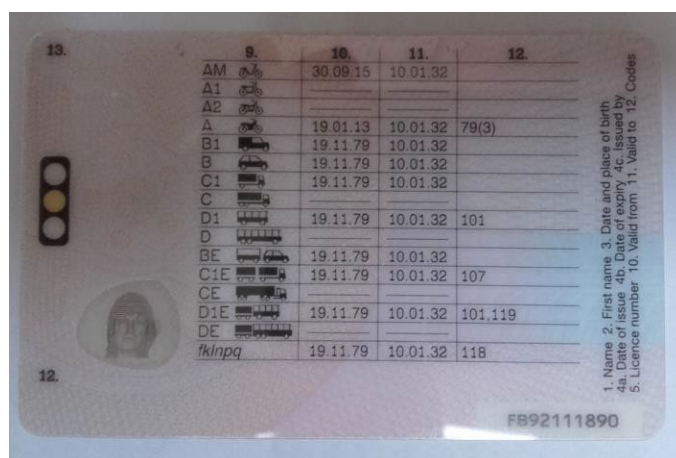 13.
9. 10. 11. 12.
AM 30.09.15 10.01.32
A1
A2
A 19.01.13 10.01.32 79(3)
B1 19.11.79 10.01.32
B 19.11.79 10.01.32
C1 19.11.79 10.01.32
C
D1 19.11.79 10.01.32 101
D
BE 19.11.79 10.01.32
C1E 19.11.79 10.01.32 107
CE
D1E 19.11.79 10.01.32 101,119
DE
fklnpq 19.11.79 10.01.32 118
12.
1. Name 2. First name 3. Date and place of birth
4a. Date of issue 4b. Date of expiry 4c. Issued by
5. Licence number 10. Valid from 11. Valid to 12. Codes
FB92111890